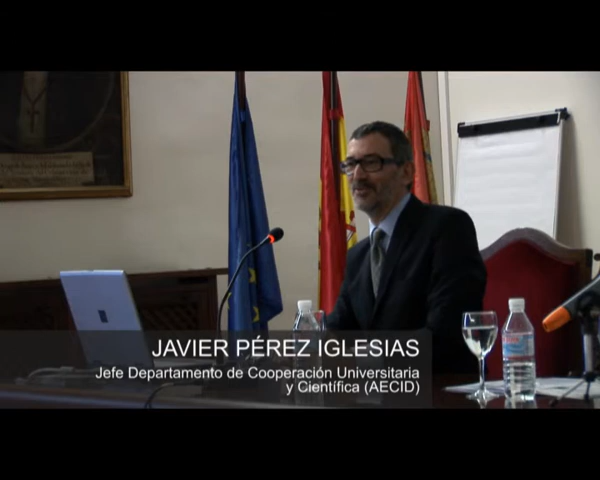 JAVIER PÉREZ IGLESIAS
Jefe Departamento de Cooperación Universitaria
y Científica (AECID)